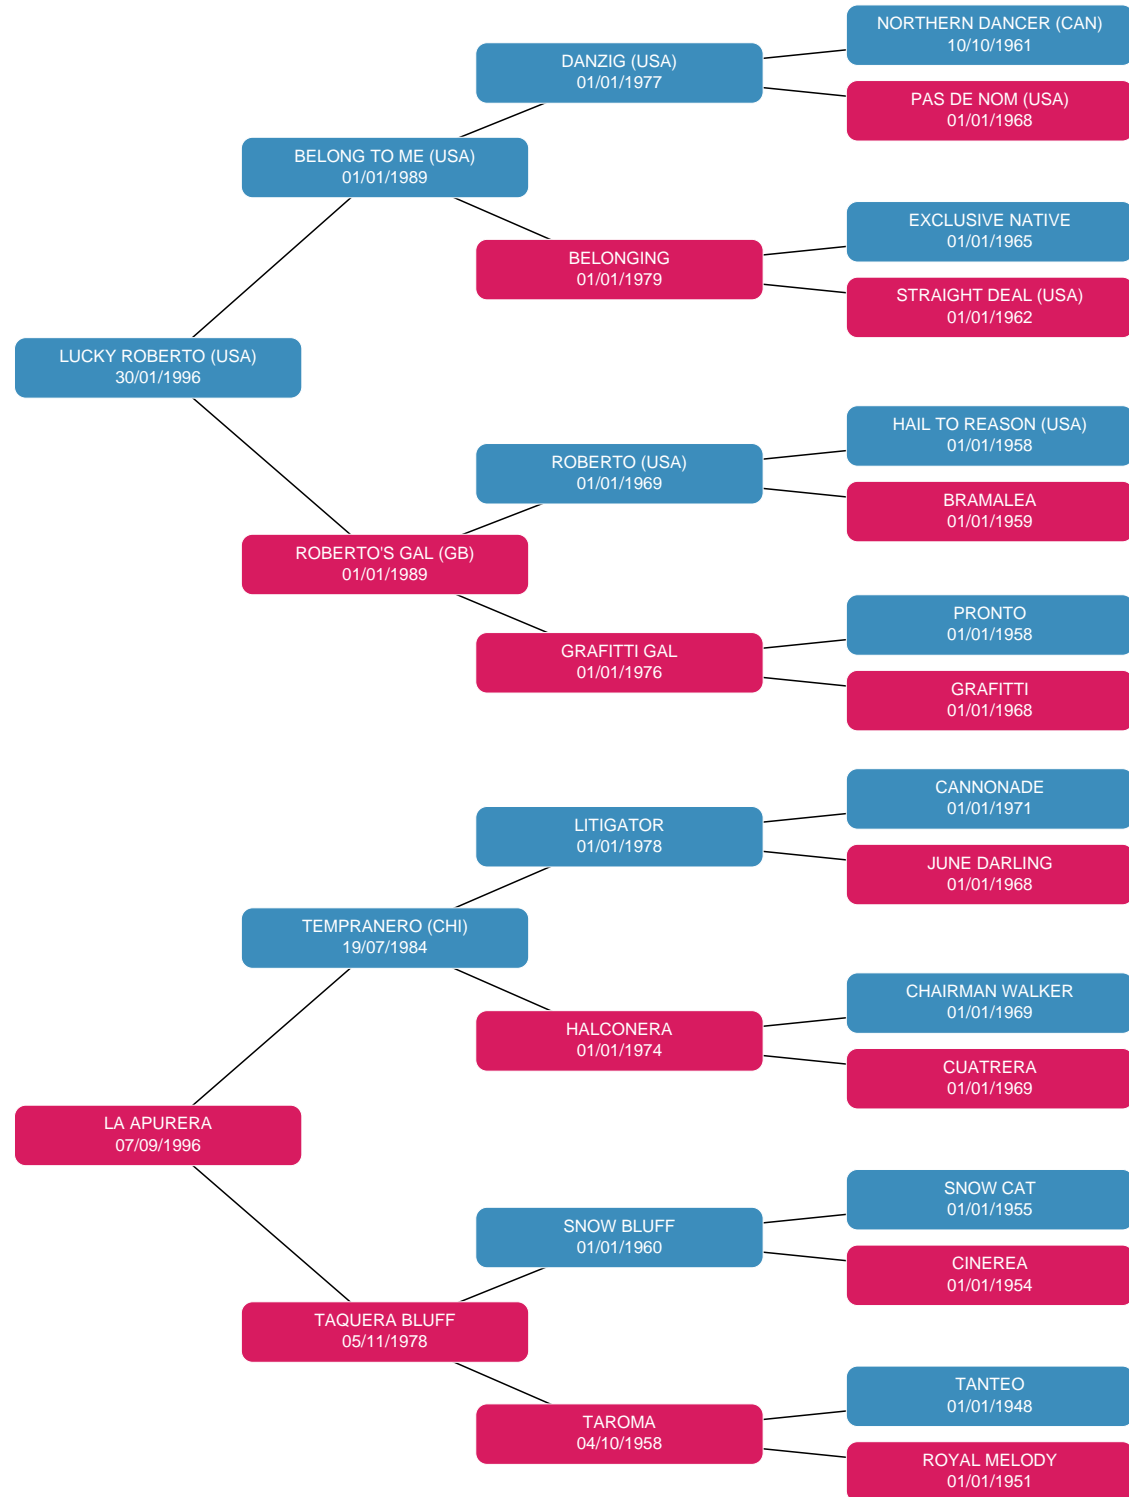 NORTHERN DANCER (CAN)
10/10/1961
DANZIG (USA)
01/01/1977
PAS DE NOM (USA)
01/01/1968
BELONG TO ME (USA)
01/01/1989
EXCLUSIVE NATIVE
01/01/1965
BELONGING
01/01/1979
STRAIGHT DEAL (USA)
01/01/1962
LUCKY ROBERTO (USA)
30/01/1996
HAIL TO REASON (USA)
01/01/1958
ROBERTO (USA)
01/01/1969
BRAMALEA
01/01/1959
ROBERTO'S GAL (GB)
01/01/1989
PRONTO
01/01/1958
GRAFITTI GAL
01/01/1976
GRAFITTI
01/01/1968
CANNONADE
01/01/1971
LITIGATOR
01/01/1978
JUNE DARLING
01/01/1968
TEMPRANERO (CHI)
19/07/1984
CHAIRMAN WALKER
01/01/1969
HALCONERA
01/01/1974
CUATRERA
01/01/1969
LA APURERA
07/09/1996
SNOW CAT
01/01/1955
SNOW BLUFF
01/01/1960
CINEREA
01/01/1954
TAQUERA BLUFF
05/11/1978
TANTEO
01/01/1948
TAROMA
04/10/1958
ROYAL MELODY
01/01/1951